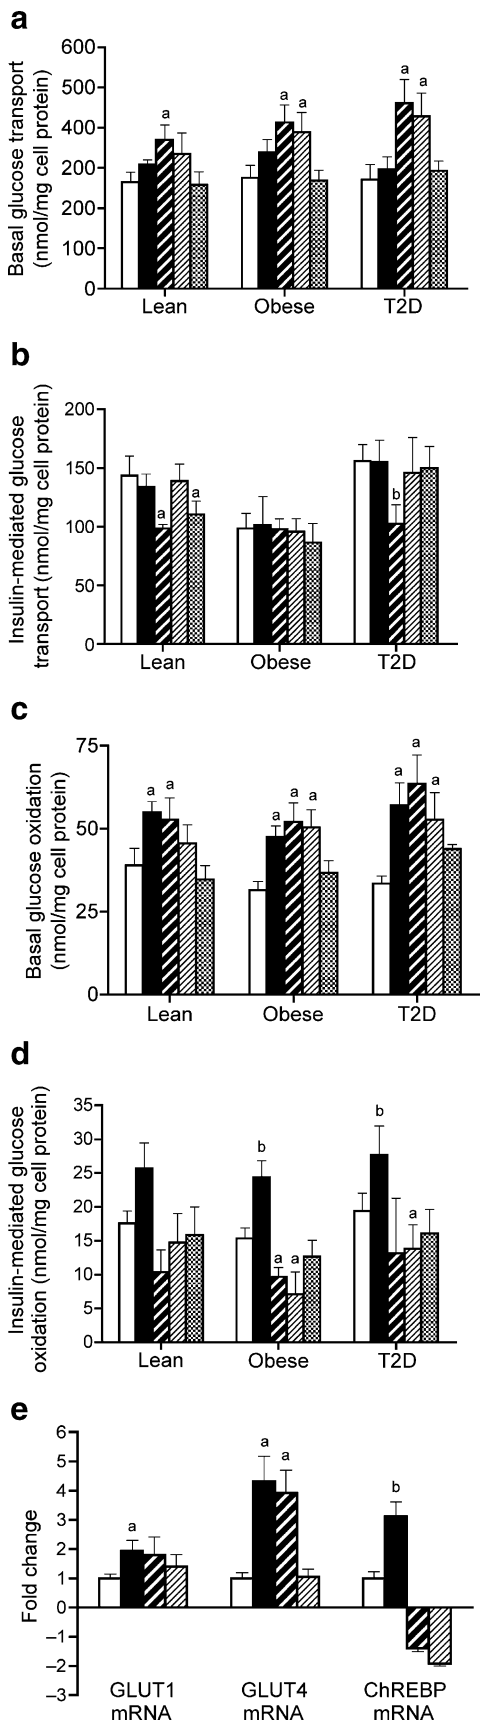 a
Basal glucose transport
(nmol/mg cell protein)
600
500
400
200
200
100
0
a
a
a
a
a
Lean
Obese
T2D
b
Insulin-mediated glucose
transport (nmol/mg cell protein)
200
150
100
50
0
a
a
b
Lean
Obese
T2D
c
Basal glucose oxidation
(nmol/mg cell protein)
75
50
25
0
a
a
a
a
a
a
a
a
Lean
Obese
T2D
d
Insulin-mediated glucose
oxidation (nmol/mg cell protein)
35
30
25
20
15
10
5
0
b
a
a
b
a
Lean
Obese
T2D
e
Fold change
6
5
4
3
2
1
0
–1
–2
–3
a
a
a
b
GLUT1
mRNA
GLUT4
mRNA
ChREBP
mRNA